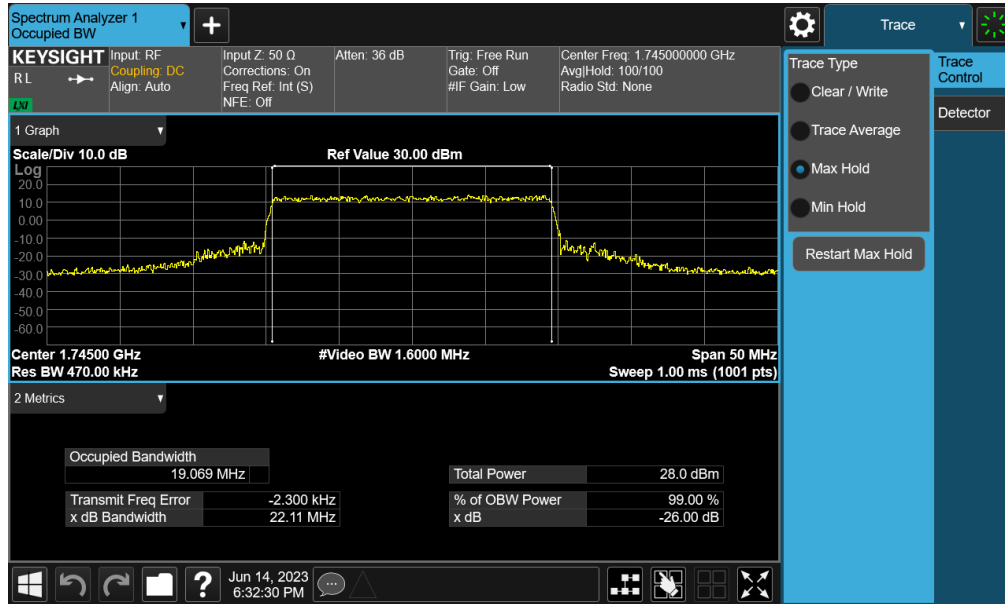 Spectrum Analyzer 1
Occupied BW
+
Trace
KEYSIGHT
R L
LXI
Input: RF
Coupling: DC
Align: Auto
Input Z: 50 Ω
Corrections: On
Freq Ref: Int (S)
NFE: Off
Atten: 36 dB
Trig: Free Run
Gate: Off
#IF Gain: Low
Center Freq: 1.745000000 GHz
Avg|Hold: 100/100
Radio Std: None
Trace Type
Clear / Write
Trace Average
Max Hold
Min Hold
Restart Max Hold
Trace
Control
Detector
1 Graph
Scale/Div 10.0 dB
Ref Value 30.00 dBm
Log
20.0
10.0
0.00
-10.0
-20.0
-30.0
-40.0
-50.0
-60.0
Center 1.74500 GHz
#Video BW 1.6000 MHz
Span 50 MHz
Res BW 470.00 kHz
Sweep 1.00 ms (1001 pts)
2 Metrics
Occupied Bandwidth
19.069 MHz
Total Power 28.0 dBm
Transmit Freq Error -2.300 kHz
% of OBW Power 99.00 %
x dB Bandwidth 22.11 MHz
x dB -26.00 dB
?
Jun 14, 2023
6:32:30 PM